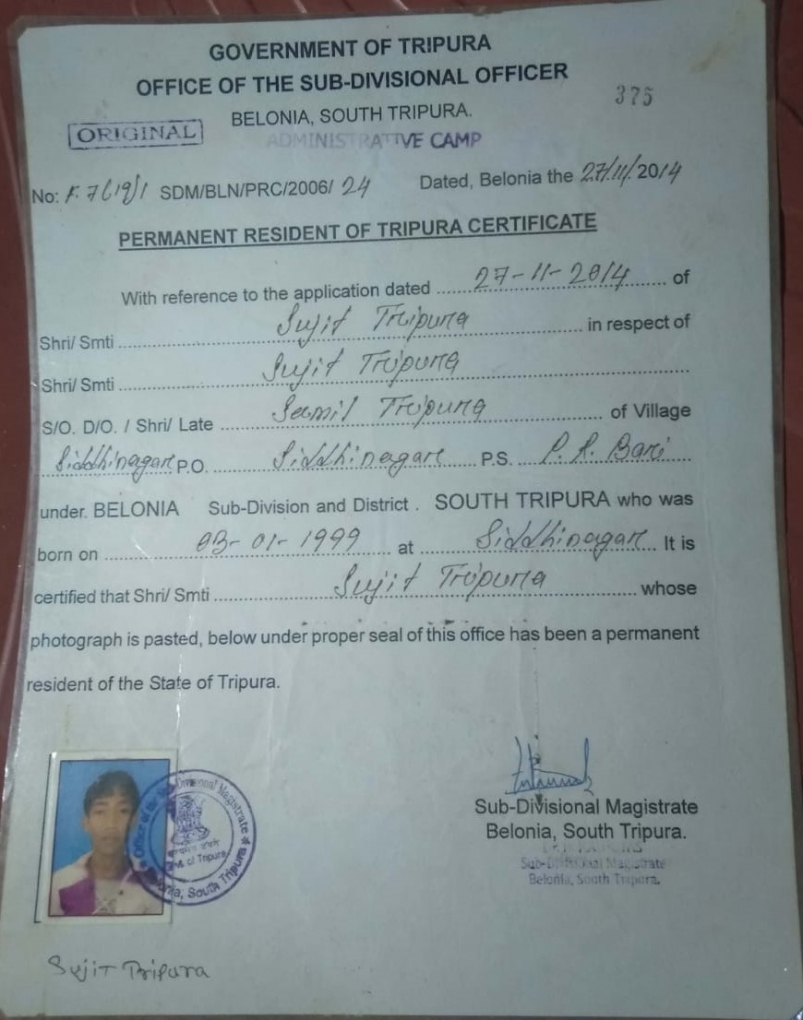 GOVERNMENT OF TRIPURA
OFFICE OF THE SUB-DIVISIONAL OFFICER
375
BELONIA, SOUTH TRIPURA.
ORIGINAL
ADMINISTRATIVE CAMP
No: F. 7(19)/1 SDM/BLN/PRC/2006/ 24 Dated, Belonia the 27/11/2014
PERMANENT RESIDENT OF TRIPURA CERTIFICATE
With reference to the application dated 27-11-2014 of
Shri/ Smti Sujit Tripura in respect of
Shri/ Smti Sujit Tripura
S/O. D/O. / Shri/ Late Samil Tripura of Village
Siddhinagar P.O. Siddhinagar P.S. P. R. Bari
under. BELONIA Sub-Division and District . SOUTH TRIPURA who was
born on 03-01-1999 at Siddhinagar It is
certified that Shri/ Smti Sujit Tripura whose
photograph is pasted, below under proper seal of this office has been a permanent
resident of the State of Tripura.
Sub-Divisional Magistrate
Belonia, South Tripura.
Sub-Divisional Magistrate
Belonia, South Tripura.
Office of the Sub-Divisional Magistrate
Govt. of Tripura
Belonia, South Tripura
Sujit Tripura